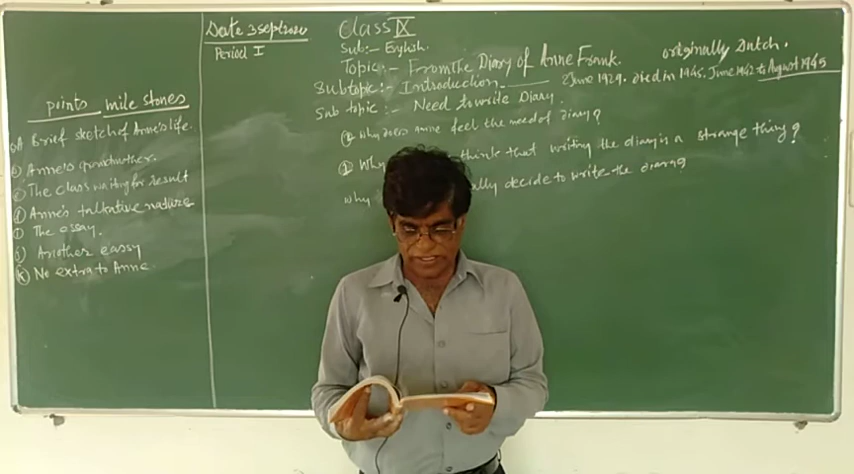 Date 3sept
Period I
points mile stones
A Brief sketch of Anne's life.
Anne's grandmother.
The class waiting for result
Anne's talkative nature
The essay.
Another eassy
(k) No extra to Anne
Class IX
Sub:- English.
Topic:- From the Diary of Anne Frank. originally Dutch.
Subtopic:- Introduction. June 1929. died in 1945. June 1942 to August 1945
Sub topic:- Need to write Diary.
Why does anne feel the need of diary?
Why think that writing the diary is a strange thing?
why decide to write the diary?